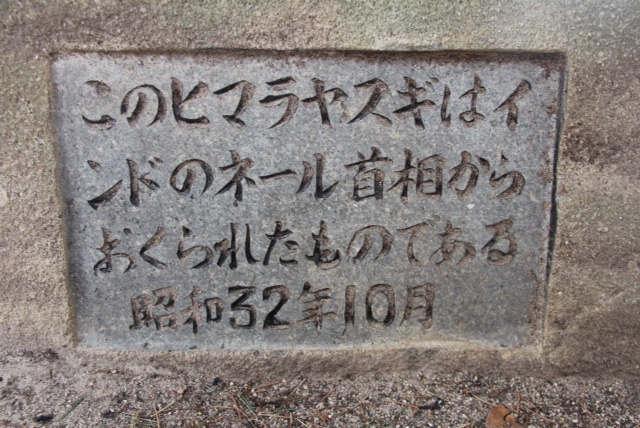 このヒマラヤスギはイ
ンドのネール首相から
おくられたものである
昭和32年10月